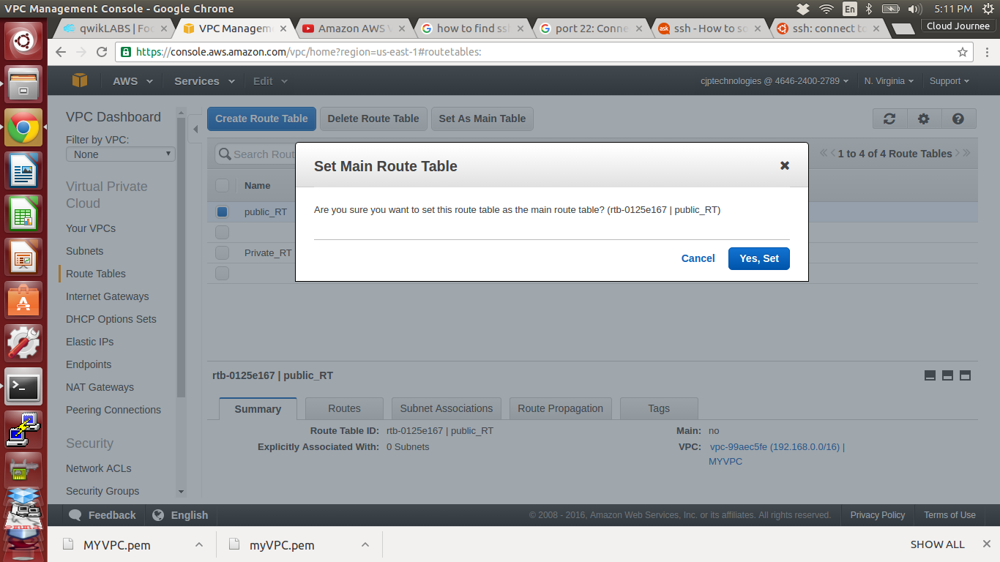 VPC Management Console - Google Chrome
En
5:11 PM
qwikLABS | Foc
VPC Managem
Amazon AWS V
how to find ssh
port 22: Conne
ssh - How to so
ssh: connect to
Cloud Journee
https://console.aws.amazon.com/vpc/home?region=us-east-1#routetables:
AWS
Services
Edit
cjptechnologies @ 4646-2400-2789
N. Virginia
Support
VPC Dashboard
Filter by VPC:
None
Virtual Private
Cloud
Your VPCs
Subnets
Route Tables
Internet Gateways
DHCP Options Sets
Elastic IPs
Endpoints
NAT Gateways
Peering Connections
Security
Network ACLs
Security Groups
Create Route Table
Delete Route Table
Set As Main Route Table
Search Rout
1 to 4 of 4 Route Tables
Name
public_RT
Private_RT
Set Main Route Table
Are you sure you want to set this route table as the main route table? (rtb-0125e167 | public_RT)
Cancel
Yes, Set
rtb-0125e167 | public_RT
Summary
Routes
Subnet Associations
Route Propagation
Tags
Route Table ID: rtb-0125e167 | public_RT
Main: no
Explicitly Associated With: 0 Subnets
VPC: vpc-99aec5fe (192.168.0.0/16) |
MYVPC
Feedback
English
© 2008 - 2016, Amazon Web Services, Inc. or its affiliates. All rights reserved.
Privacy Policy
Terms of Use
MYVPC.pem
myVPC.pem
SHOW ALL